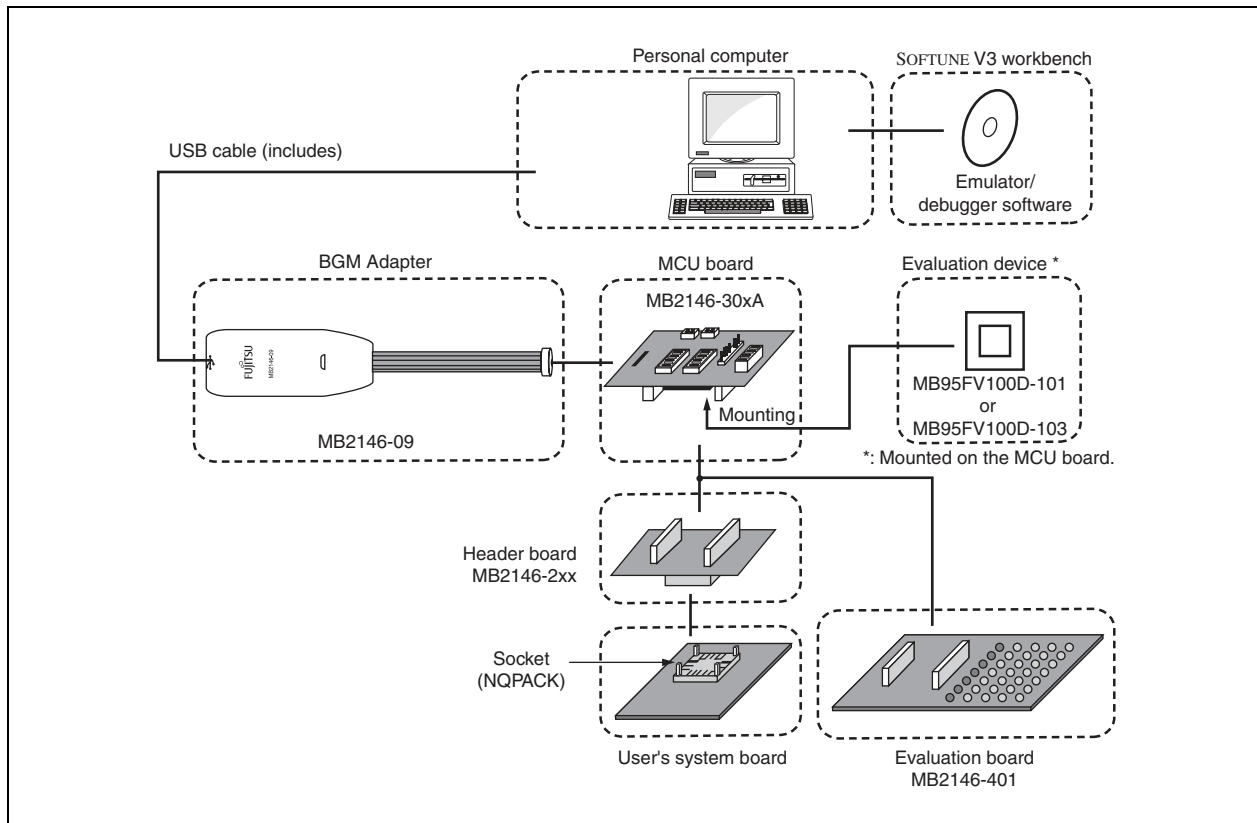 Personal computer
SOFTUNE V3 workbench
USB cable (includes)
Emulator/
debugger software
BGM Adapter
MCU board
Evaluation device *
MB2146-30xA
FUJITSU
MB2146-09
MB95FV100D-101
or
MB95FV100D-103
Mounting
MB2146-09
*: Mounted on the MCU board.
Header board
MB2146-2xx
Socket
(NQPACK)
User's system board
Evaluation board
MB2146-401